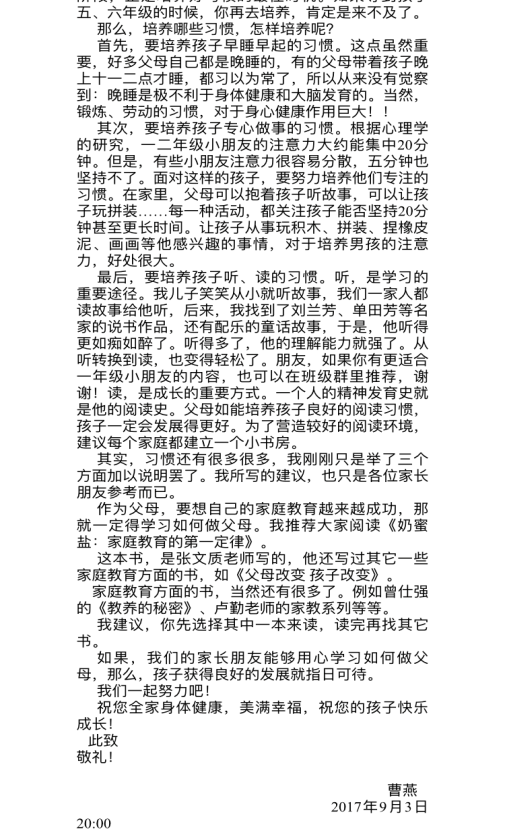 五、六年级的时候，你再去培养，肯定是来不及了。
那么，培养哪些习惯，怎样培养呢？
首先，要培养孩子早睡早起的习惯。这点虽然重
要，好多父母自己都是晚睡的，有的父母带着孩子晚
上十一二点才睡，都习以为常了，所以从来没有觉察
到：晚睡是极不利于身体健康和大脑发育的。当然，
锻炼、劳动的习惯，对于身心健康作用巨大！！
其次，要培养孩子专心做事的习惯。根据心理学
的研究，一二年级小朋友的注意力大约能集中20分
钟。但是，有些小朋友注意力很容易分散，五分钟也
坚持不了。面对这样的孩子，要努力培养他们专注的
习惯。在家里，父母可以抱着孩子听故事，可以让孩
子玩拼装……每一种活动，都关注孩子能否坚持20分
钟甚至更长时间。让孩子从事玩积木、拼装、捏橡皮
泥、画画等他感兴趣的事情，对于培养男孩的注意
力，好处很大。
最后，要培养孩子听、读的习惯。听，是学习的
重要途径。我儿子笑笑从小就听故事，我们一家人都
读故事给他听，后来，我找到了刘兰芳、单田芳等名
家的说书作品，还有配乐的童话故事，于是，他听得
更如痴如醉了。听得多了，他的理解能力就强了。从
听转换到读，也变得轻松了。朋友，如果你有更适合
一年级小朋友的内容，也可以在班级群里推荐，谢
谢！读，是成长的重要方式。一个人的精神发育史就
是他的阅读史。父母如能培养孩子良好的阅读习惯，
孩子一定会发展得更好。为了营造较好的阅读环境，
建议每个家庭都建立一个小书房。
其实，习惯还有很多很多，我刚刚只是举了三个
方面加以说明罢了。我所写的建议，也只是各位家长
朋友参考而已。
作为父母，要想自己的家庭教育越来越成功，那
就一定得学习如何做父母。我推荐大家阅读《奶蜜
盐：家庭教育的第一定律》。
这本书，是张文质老师写的，他还写过其它一些
家庭教育方面的书，如《父母改变 孩子改变》。
家庭教育方面的书，当然还有很多了。例如曾仕强
的《教养的秘密》、卢勤老师的家教系列等等。
我建议，你先选择其中一本来读，读完再找其它
书。
如果，我们的家长朋友能够用心学习如何做父
母，那么，孩子获得良好的发展就指日可待。
我们一起努力吧！
祝您全家身体健康，美满幸福，祝您的孩子快乐
成长！
此致
敬礼！
曹燕
2017年9月3日
20:00